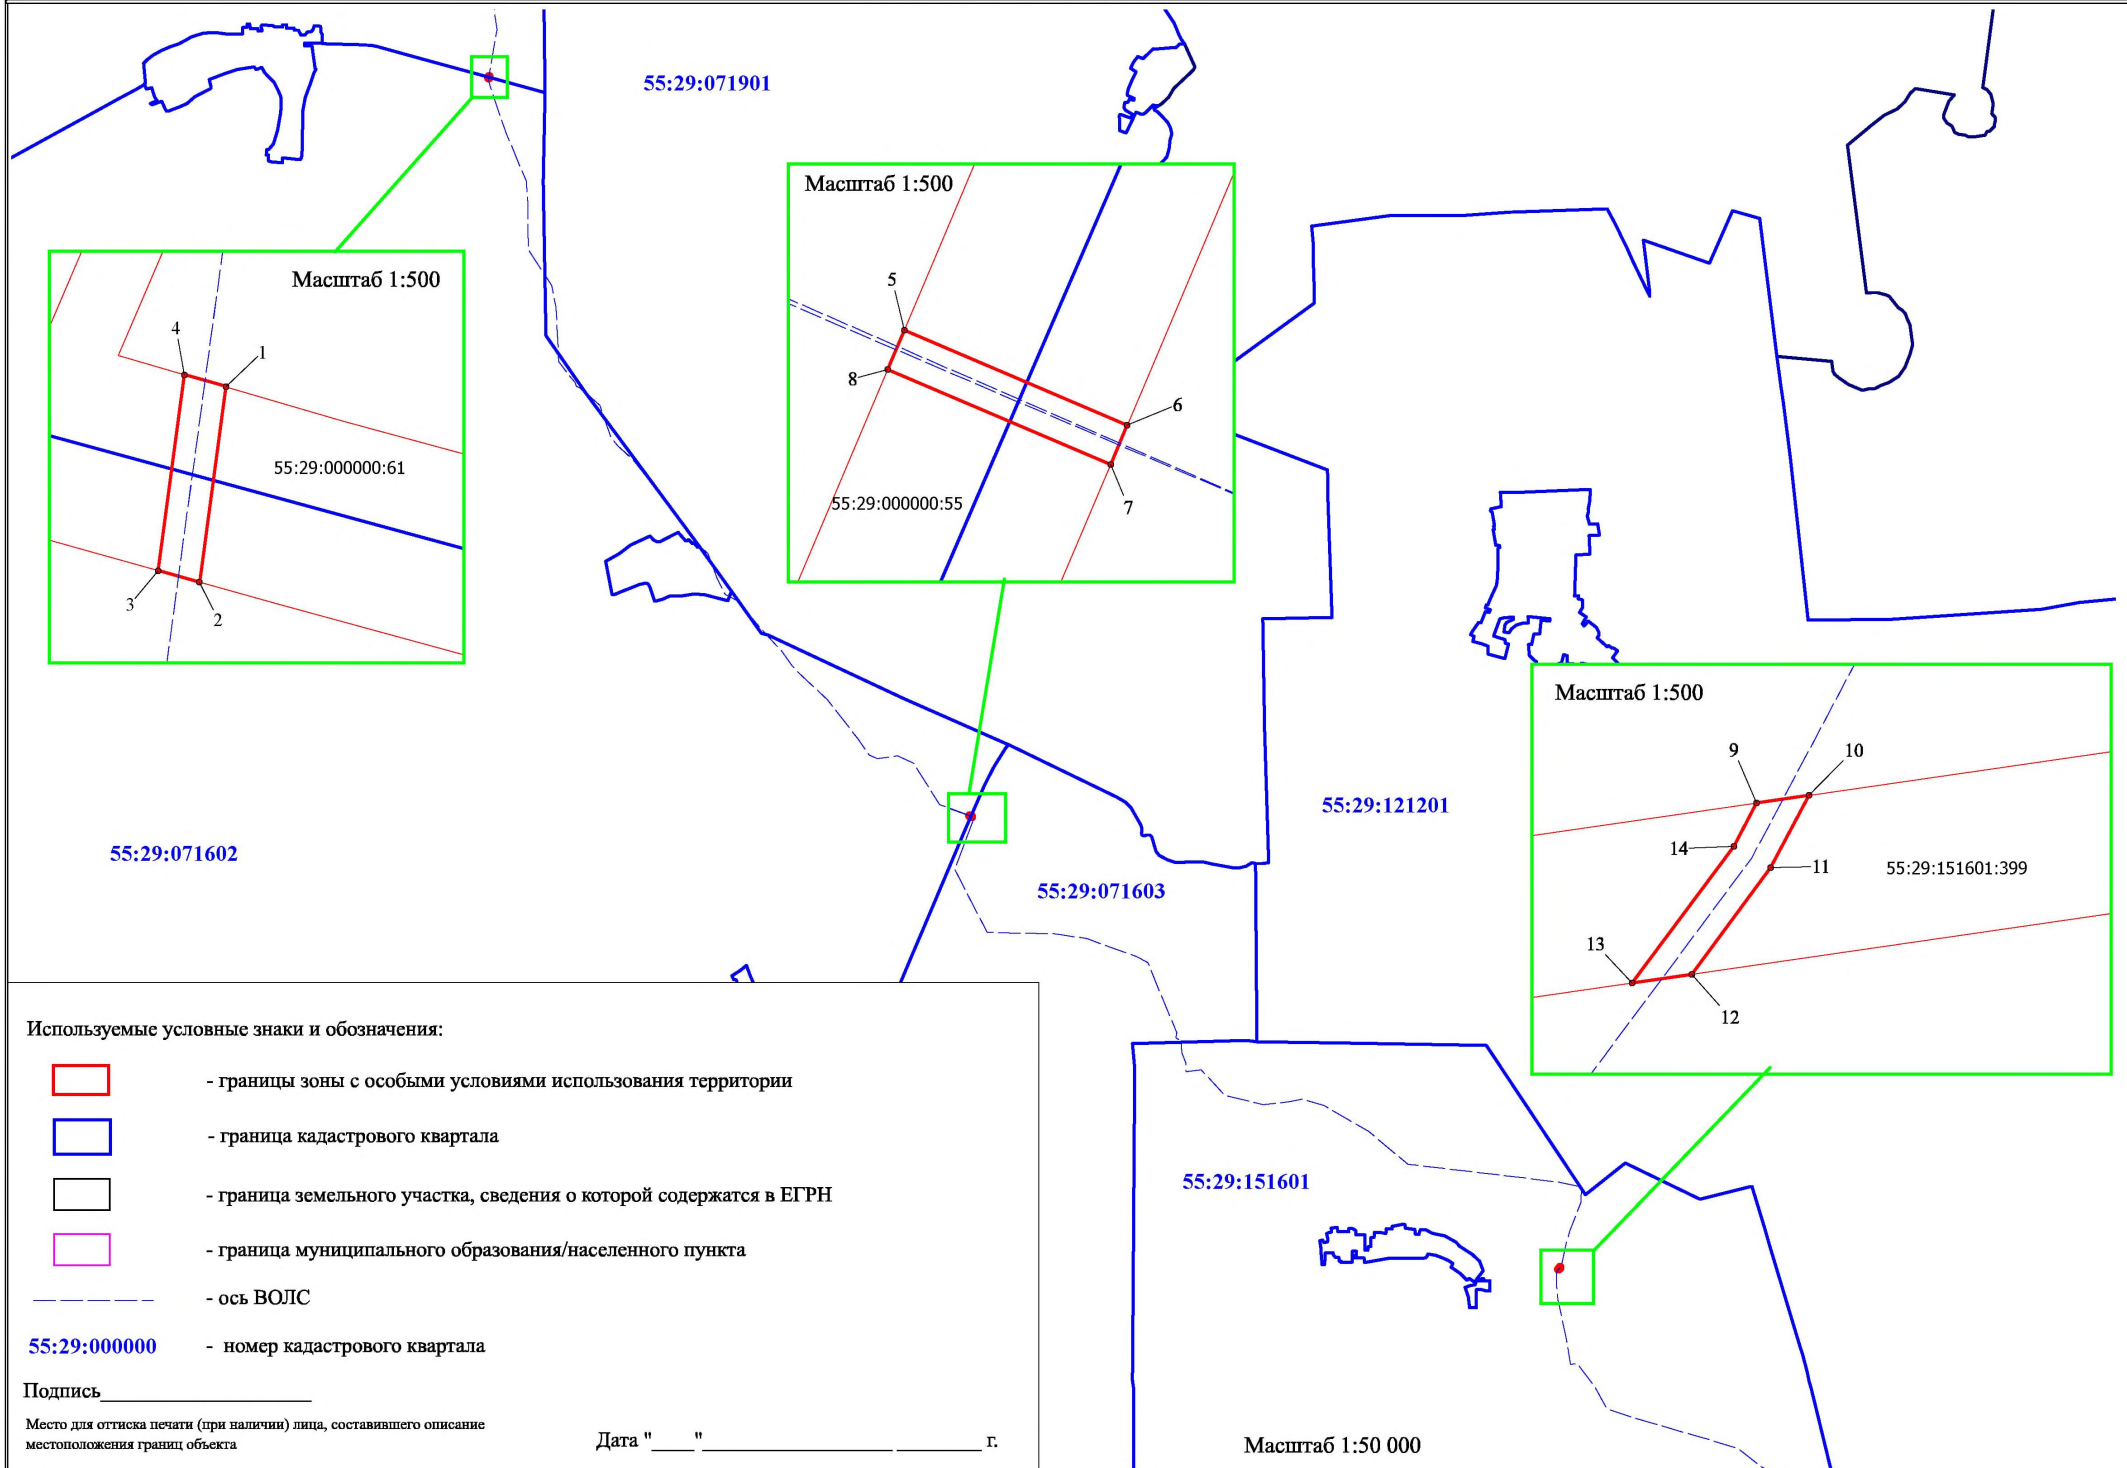 55:29:071901
Масштаб 1:500
4
1
55:29:000000:61
3
2
Масштаб 1:500
5
8
6
55:29:000000:55
7
Масштаб 1:500
9
10
14
11
55:29:151601:399
13
12
55:29:121201
55:29:071602
55:29:071603
55:29:151601
Используемые условные знаки и обозначения:
- границы зоны с особыми условиями использования территории
- граница кадастрового квартала
- граница земельного участка, сведения о которой содержатся в ЕГРН
- граница муниципального образования/населенного пункта
- ось ВОЛС
55:29:000000 - номер кадастрового квартала
Подпись____________________
Место для оттиска печати (при наличии) лица, составившего описание
местоположения границ объекта
Дата "____"__________________ ________ г.
Масштаб 1:50 000